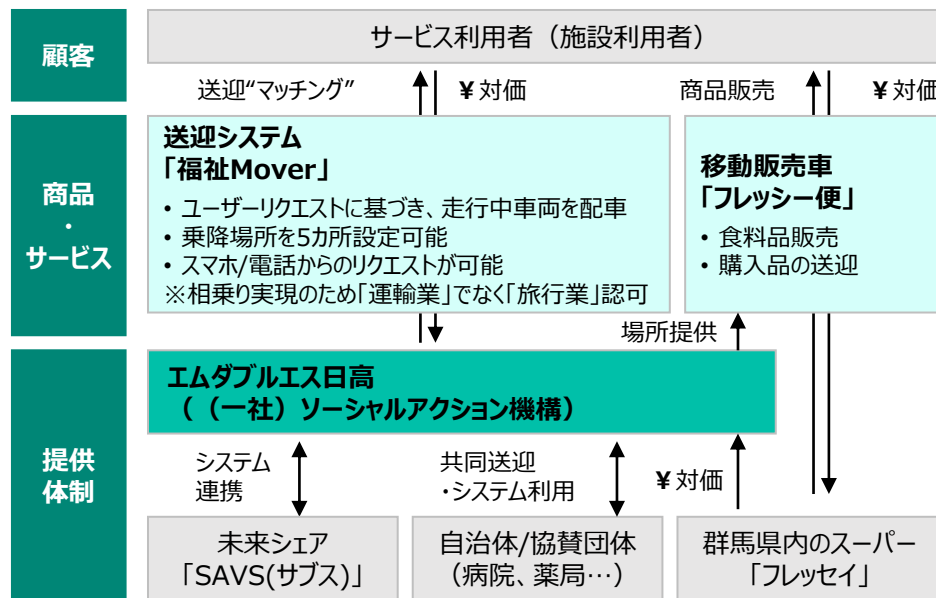 顧客
サービス利用者（施設利用者）
送迎“マッチング”
¥ 対価
商品販売
¥ 対価
商品
・
サービス
送迎システム
「福祉Mover」
• ユーザーリクエストに基づき、走行中車両を配車
• 乗降場所を5カ所設定可能
• スマホ/電話からのリクエストが可能
※相乗り実現のため「運輸業」でなく「旅行業」認可
移動販売車
「フレッシー便」
• 食料品販売
• 購入品の送迎
場所提供
提供
体制
エムダブルエス日高
（（一社）ソーシャルアクション機構）
システム
連携
共同送迎
・システム利用
¥ 対価
未来シェア
「SAVS(サブス)」
自治体/協賛団体
（病院、薬局…）
群馬県内のスーパー
「フレッセイ」